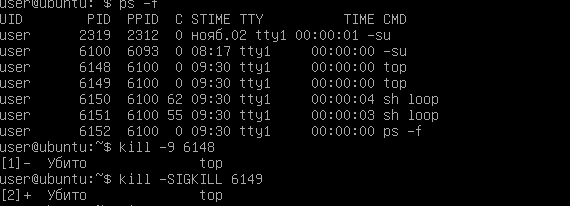 user@ubuntu:~$ ps -f
UID        PID  PPID  C STIME TTY          TIME CMD
user      2319  2312  0 нояб.02 tty1 00:00:01 -su
user      6100  6093  0 08:17 tty1     00:00:00 -su
user      6148  6100  0 09:30 tty1     00:00:00 top
user      6149  6100  0 09:30 tty1     00:00:00 top
user      6150  6100 62 09:30 tty1     00:00:04 sh loop
user      6151  6100 55 09:30 tty1     00:00:03 sh loop
user      6152  6100  0 09:30 tty1     00:00:00 ps -f
user@ubuntu:~$ kill -9 6148
[1]-  Убито              top
user@ubuntu:~$ kill -SIGKILL 6149
[2]+  Убито              top